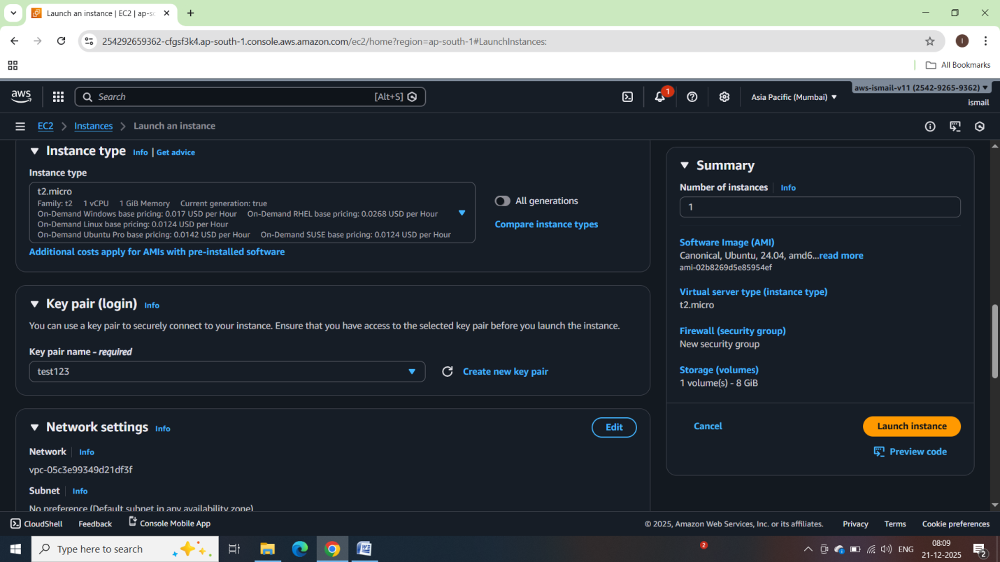 Launch an instance | EC2 | ap-so
254292659362-cfgsf3k4.ap-south-1.console.aws.amazon.com/ec2/home?region=ap-south-1#LaunchInstances:
I
All Bookmarks
aws
Search
[Alt+S]
1
Asia Pacific (Mumbai)
aws-ismail-v11 (2542-9265-9362)
ismail
EC2
Instances
Launch an instance
Instance type
Info | Get advice
Instance type
t2.micro
Family: t2 1 vCPU 1 GiB Memory Current generation: true
On-Demand Windows base pricing: 0.017 USD per Hour On-Demand RHEL base pricing: 0.0268 USD per Hour
On-Demand Linux base pricing: 0.0124 USD per Hour
On-Demand Ubuntu Pro base pricing: 0.0142 USD per Hour On-Demand SUSE base pricing: 0.0124 USD per Hour
All generations
Compare instance types
Additional costs apply for AMIs with pre-installed software
Key pair (login) Info
You can use a key pair to securely connect to your instance. Ensure that you have access to the selected key pair before you launch the instance.
Key pair name - required
test123
Create new key pair
Network settings Info
Edit
Network Info
vpc-05c3e99349d21df3f
Subnet Info
No preference (Default subnet in any availability zone)
Summary
Number of instances Info
1
Software Image (AMI)
Canonical, Ubuntu, 24.04, amd6...read more
ami-02b8269d5e85954ef
Virtual server type (instance type)
t2.micro
Firewall (security group)
New security group
Storage (volumes)
1 volume(s) - 8 GiB
Cancel
Launch instance
Preview code
CloudShell
Feedback
Console Mobile App
© 2025, Amazon Web Services, Inc. or its affiliates.
Privacy
Terms
Cookie preferences
Type here to search
2
ENG
08:09
21-12-2025
2